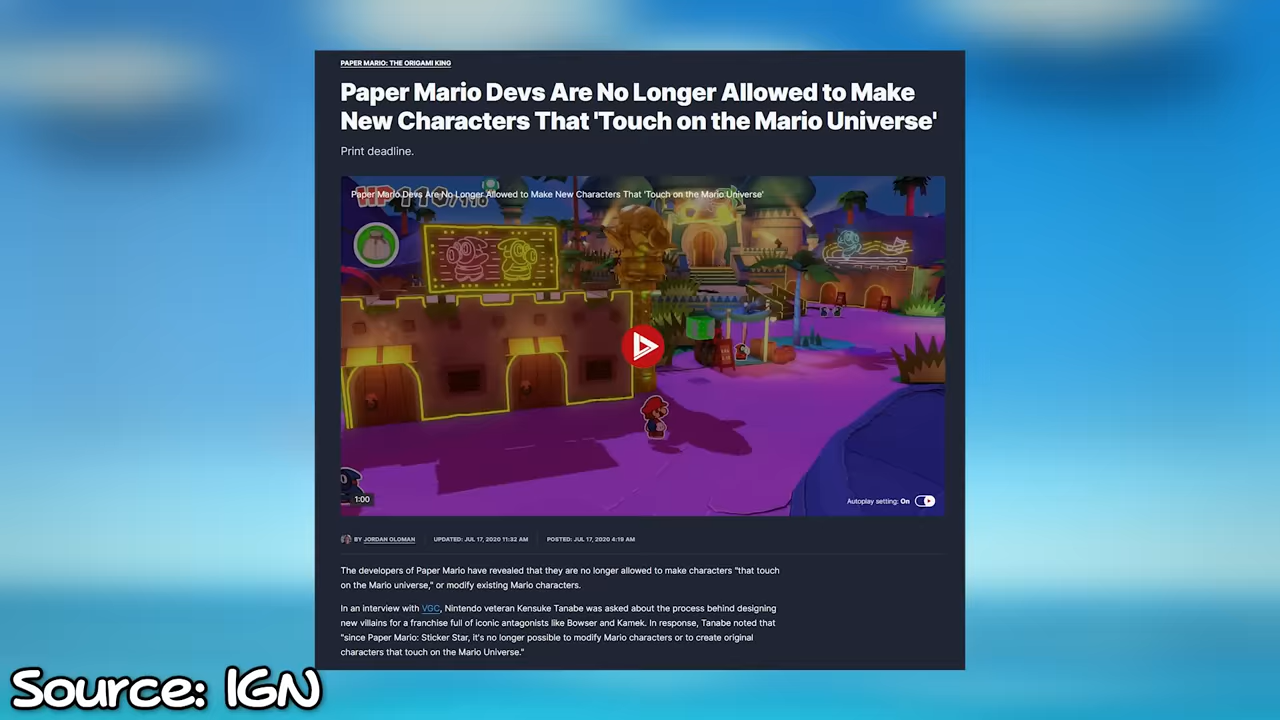 PAPER MARIO: THE ORIGAMI KING
Paper Mario Devs Are No Longer Allowed to Make
New Characters That 'Touch on the Mario Universe'
Print deadline.
Paper Mario Devs Are No Longer Allowed to Make New Characters That 'Touch on the Mario Universe'
HP
1:00
Autoplay setting: On
BY JORDAN OLOMAN UPDATED: JUL 17, 2020 11:32 AM POSTED: JUL 17, 2020 4:19 AM
The developers of Paper Mario have revealed that they are no longer allowed to make characters "that touch
on the Mario universe," or modify existing Mario characters.
In an interview with VGC, Nintendo veteran Kensuke Tanabe was asked about the process behind designing
new villains for a franchise full of iconic antagonists like Bowser and Kamek. In response, Tanabe noted that
"since Paper Mario: Sticker Star, it's no longer possible to modify Mario characters or to create original
characters that touch on the Mario Universe."
Source: IGN